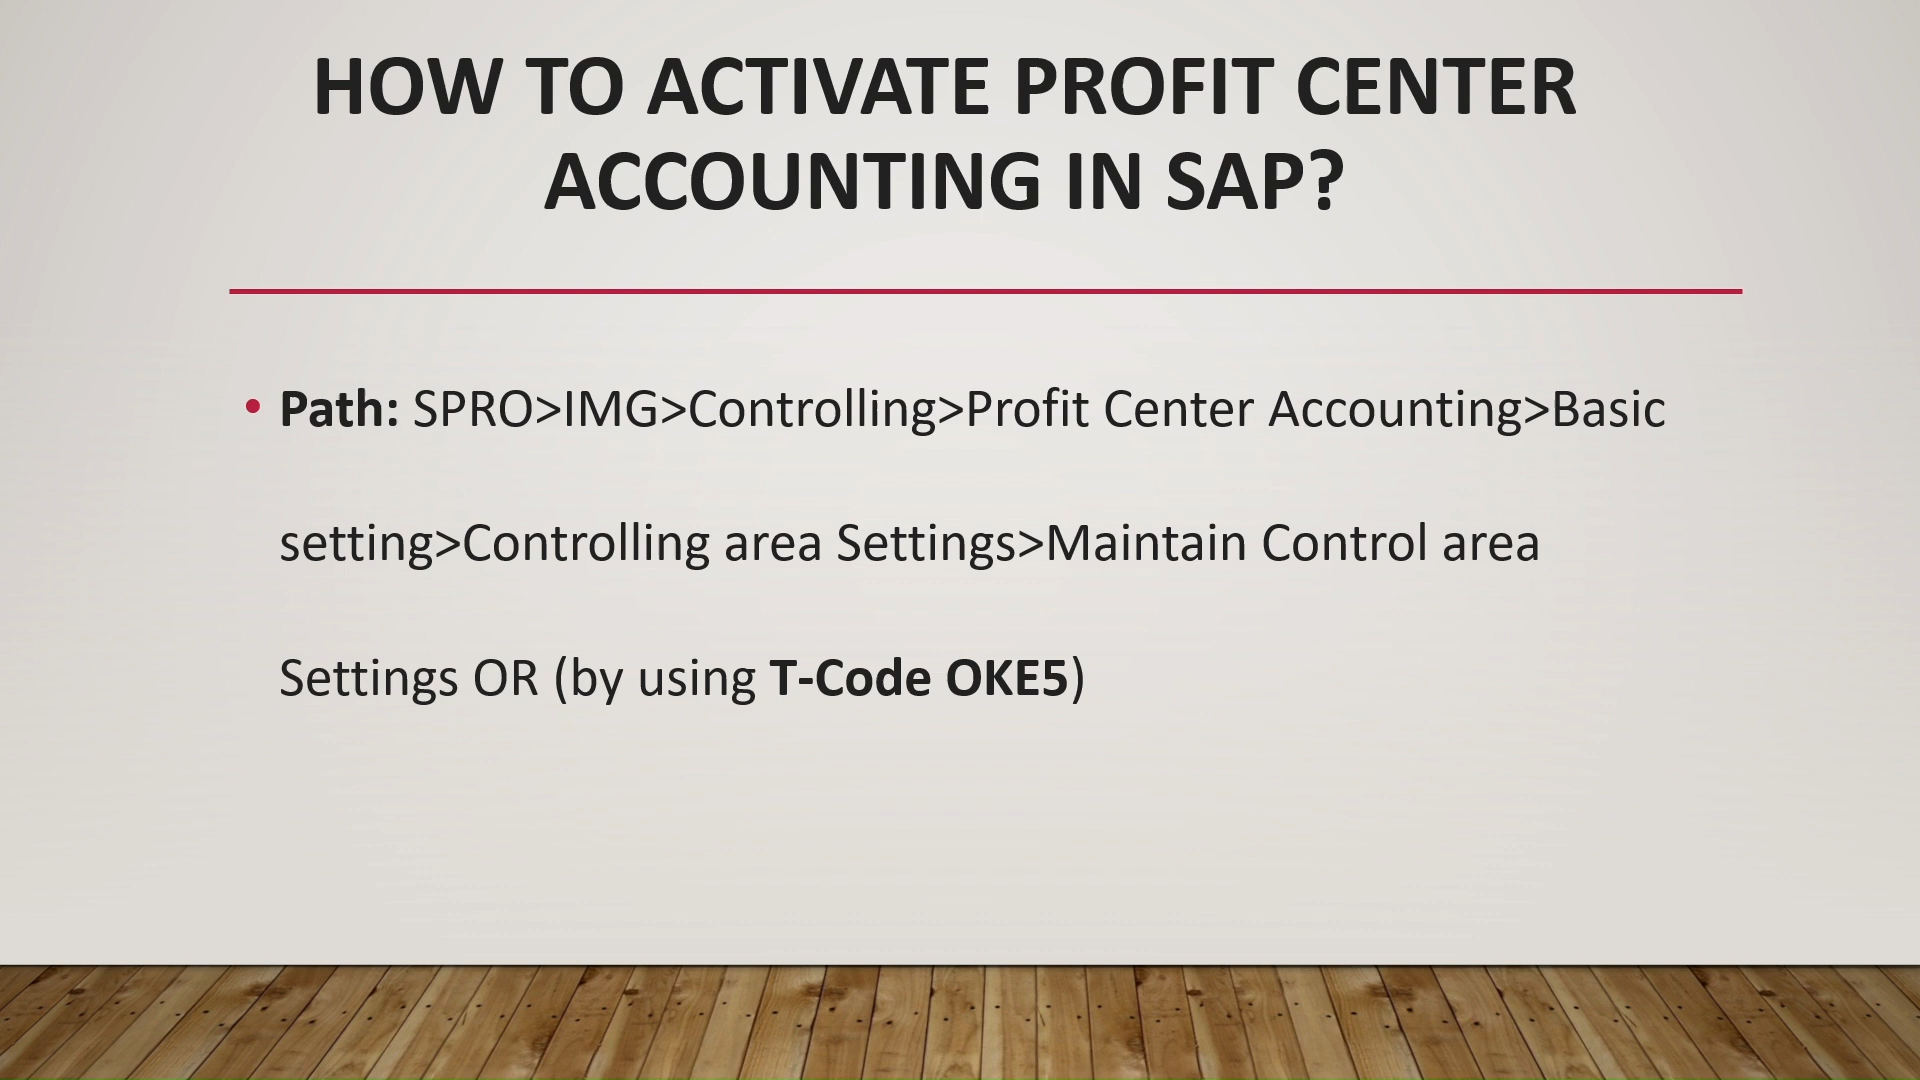 HOW TO ACTIVATE PROFIT CENTER
ACCOUNTING IN SAP?
• Path: SPRO>IMG>Controlling>Profit Center Accounting>Basic
setting>Controlling area Settings>Maintain Control area
Settings OR (by using T-Code OKE5)